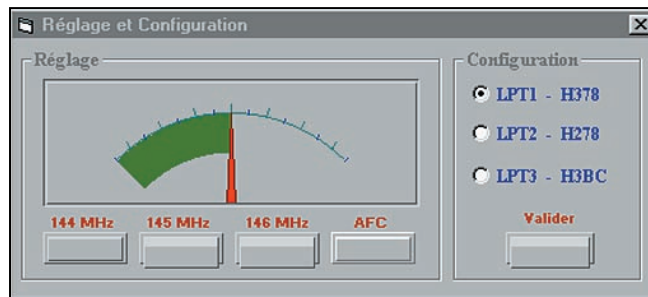 Réglage et Configuration
Réglage
144 MHz
145 MHz
146 MHz
AFC
Configuration
LPT1 - H378
LPT2 - H278
LPT3 - H3BC
Valider